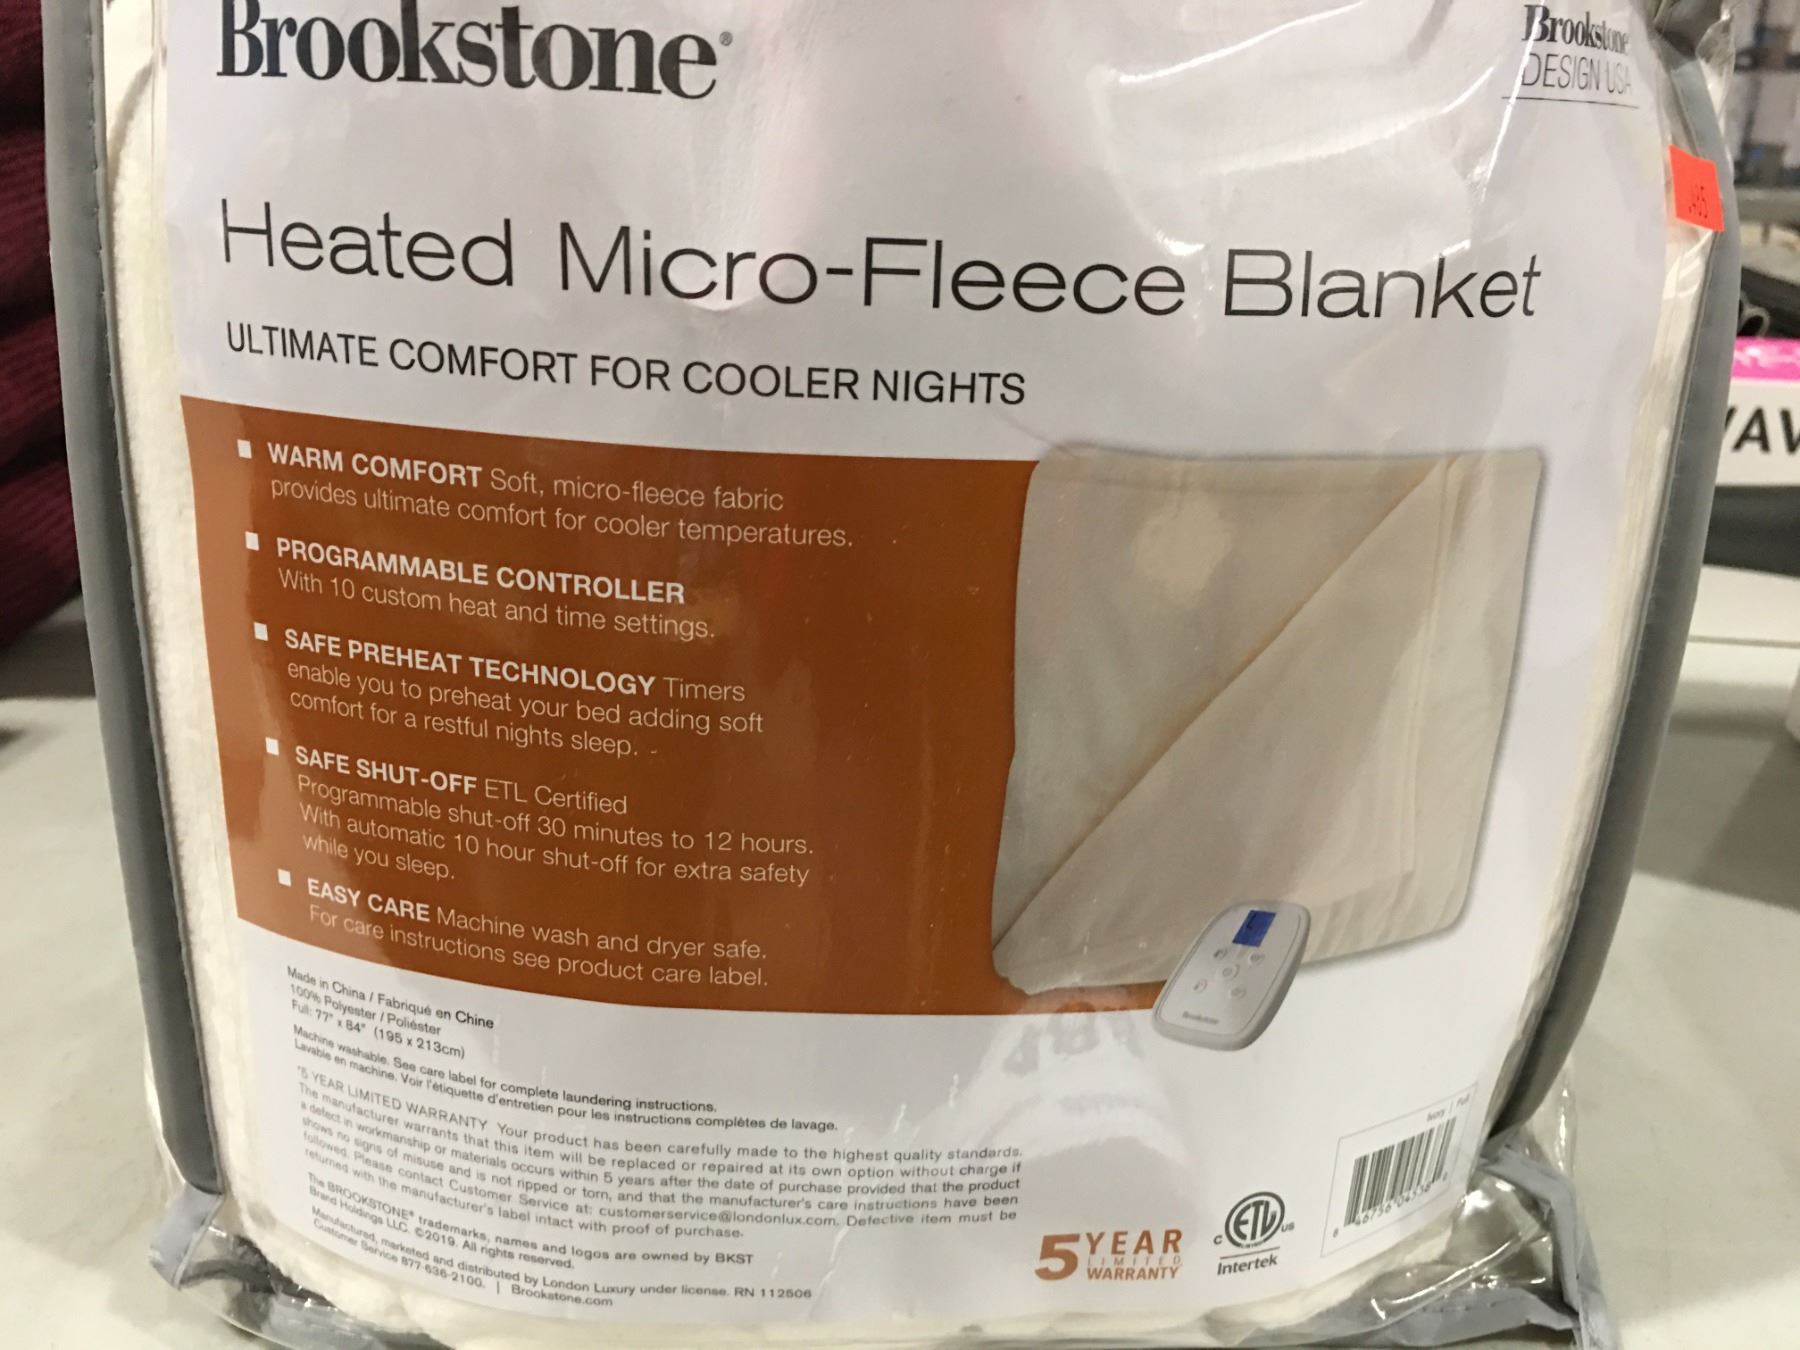 Brookstone®
Brookstone
DESIGN USA
Heated Micro-Fleece Blanket
ULTIMATE COMFORT FOR COOLER NIGHTS
WARM COMFORT Soft, micro-fleece fabric
provides ultimate comfort for cooler temperatures.
PROGRAMMABLE CONTROLLER
With 10 custom heat and time settings.
SAFE PREHEAT TECHNOLOGY Timers
enable you to preheat your bed adding soft
comfort for a restful nights sleep.
SAFE SHUT-OFF ETL Certified
Programmable shut-off 30 minutes to 12 hours.
With automatic 10 hour shut-off for extra safety
while you sleep.
EASY CARE Machine wash and dryer safe.
For care instructions see product care label.
Brookstone
Made in China / Fabriqué en Chine
100% Polyester / Poliéster
Full: 77" x 84" (195 x 213cm)
Machine washable. See care label for complete laundering instructions.
Lavable en machine. Voir l'étiquette d'entretien pour les instructions complètes de lavage.
*5 YEAR LIMITED WARRANTY Your product has been carefully made to the highest quality standards.
The manufacturer warrants that this item will be replaced or repaired at its own option without charge if
a defect in workmanship or materials occurs within 5 years after the date of purchase provided that the product
shows no signs of misuse and is not ripped or torn, and that the manufacturer's care instructions have been
followed. Please contact Customer Service at: customerservice@londonlux.com. Defective item must be
returned with the manufacturer's label intact with proof of purchase.
The BROOKSTONE® trademarks, names and logos are owned by BKST
Brand Holdings LLC. ©2019. All rights reserved.
Manufactured, marketed and distributed by London Luxury under license. RN 112506
Customer Service 877-636-2100. | Brookstone.com
5 YEAR
LIMITED
WARRANTY
C ETL US
Intertek
Ivory | Full
/AV